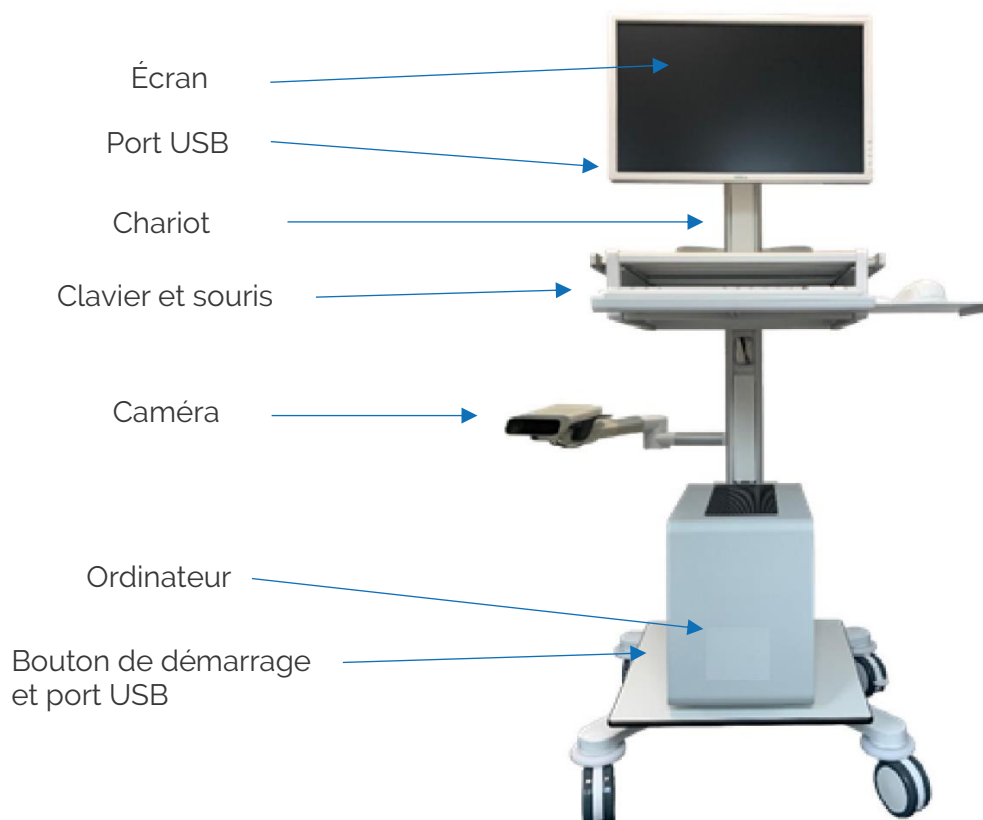 Écran
Port USB
Chariot
Clavier et souris
Caméra
Ordinateur
Bouton de démarrage
et port USB